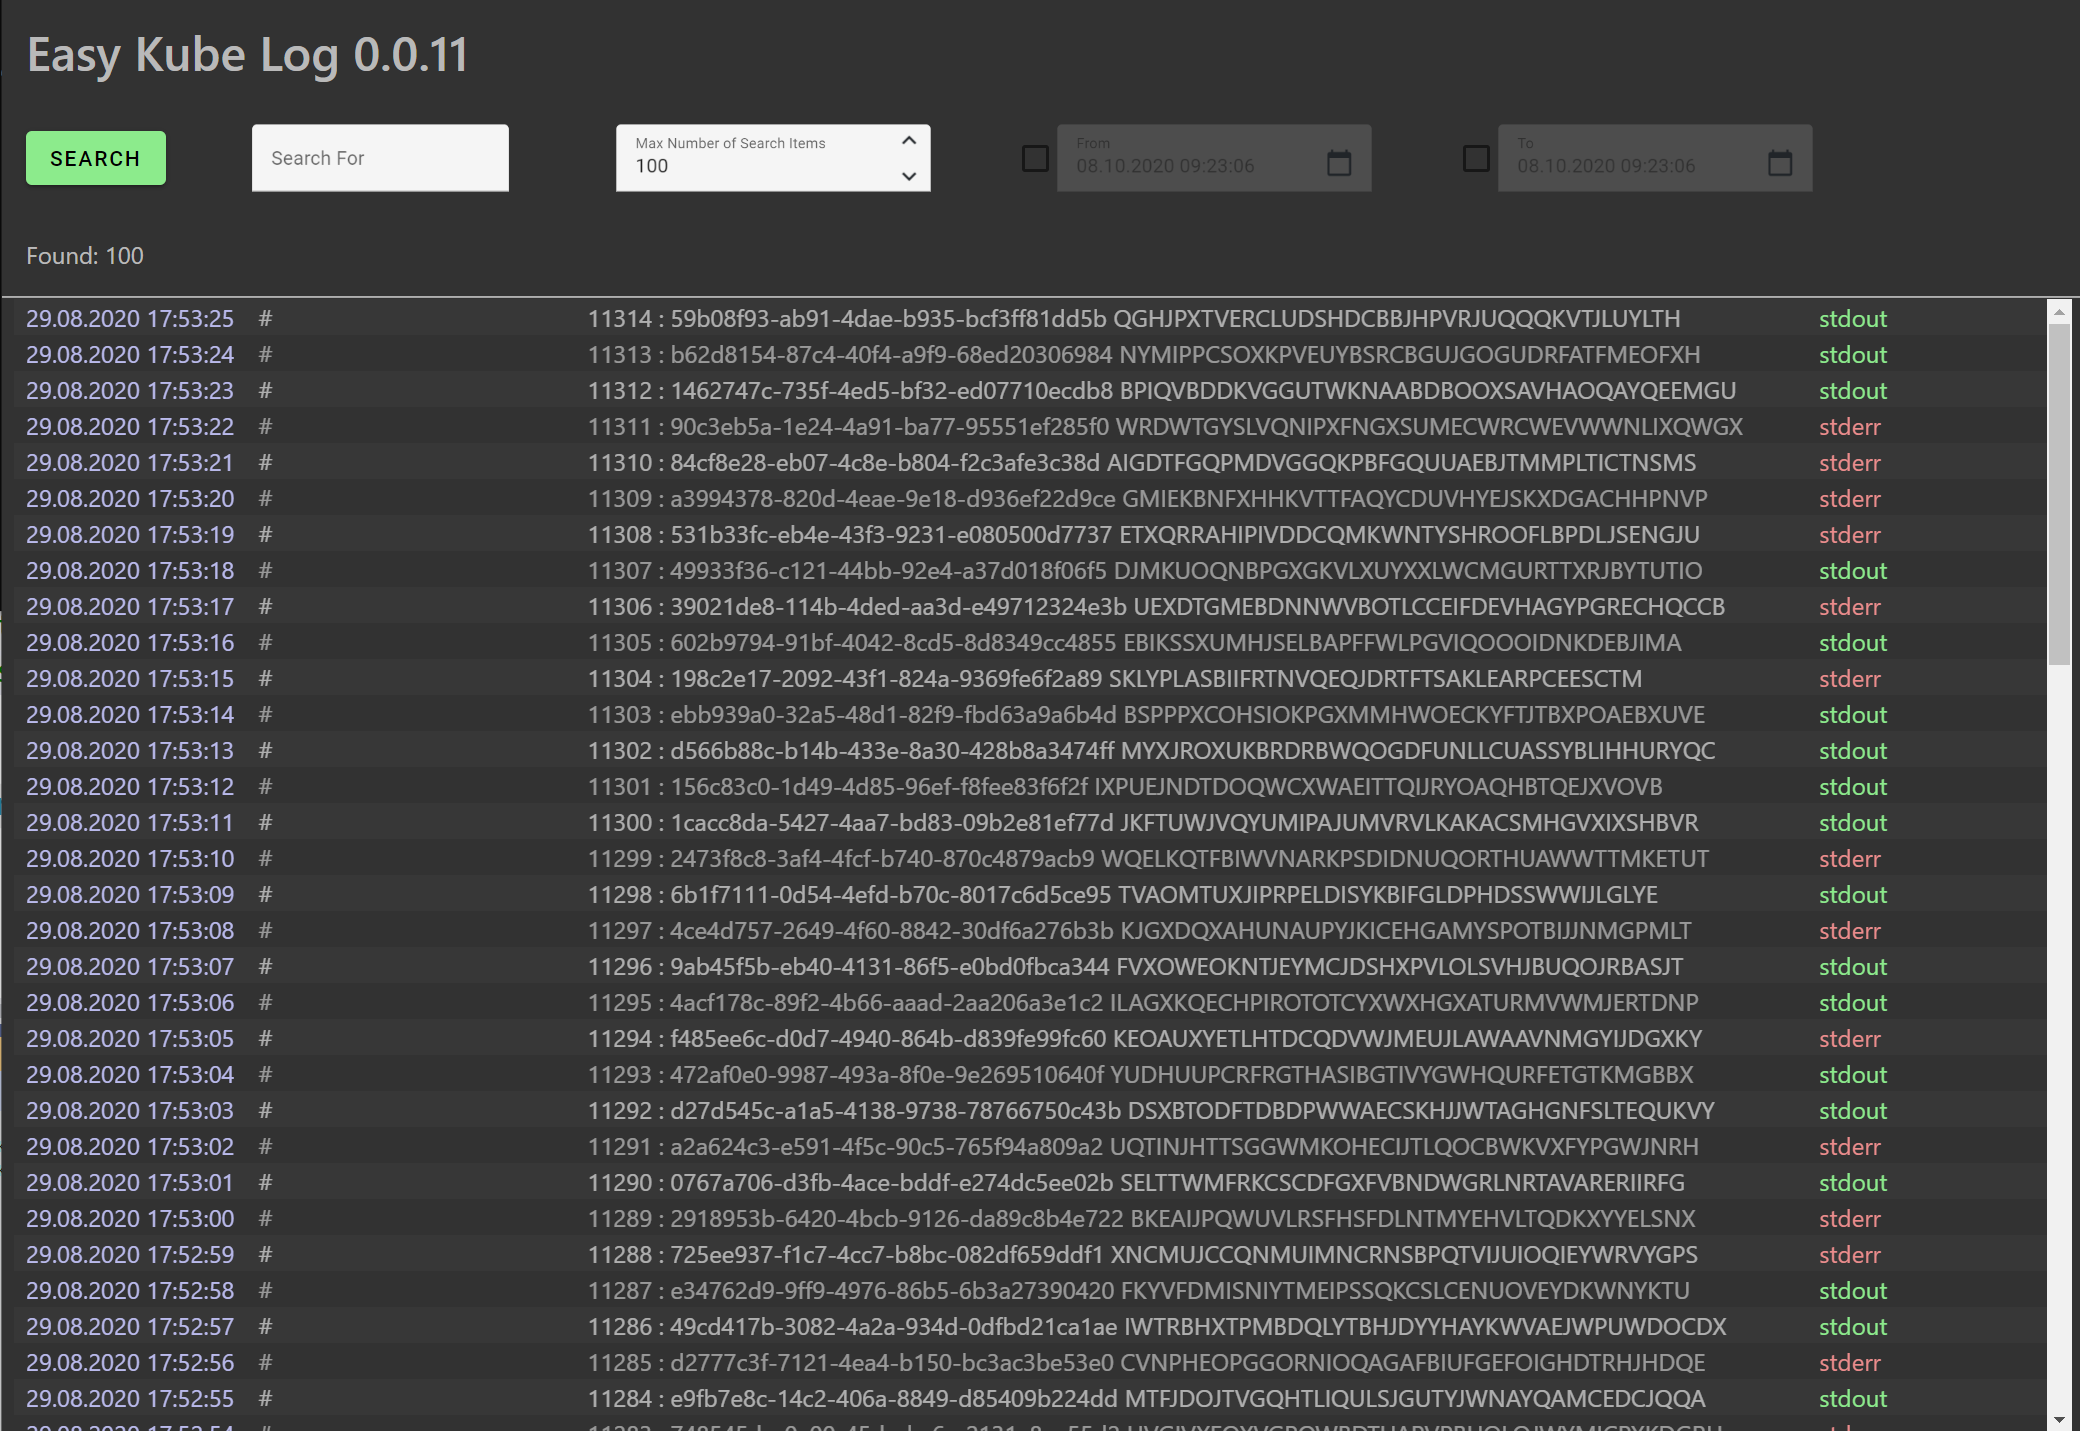 Easy Kube Log 0.0.11
SEARCH
Search For
Max Number of Search Items
100
From
08.10.2020 09:23:06
To
08.10.2020 09:23:06
Found: 100
29.08.2020 17:53:25 # 11314 : 59b08f93-ab91-4dae-b935-bcf3ff81dd5b QGHJPXTVERCLUDSHDCBBJHPVRJUQQQKVTJLUYLTH stdout
29.08.2020 17:53:24 # 11313 : b62d8154-87c4-40f4-a9f9-68ed20306984 NYMIPPCSOXKPVEUYBSRCBGUJGOGUDRFATFMEOFXH stdout
29.08.2020 17:53:23 # 11312 : 1462747c-735f-4ed5-bf32-ed07710ecdb8 BPIQVBDDKVGGUTWKNAABDBOOXSAVHAOQAYQEEMGU stdout
29.08.2020 17:53:22 # 11311 : 90c3eb5a-1e24-4a91-ba77-95551ef285f0 WRDWTGYSLVQNIPXFNGXSUMECWRCWEVWWNLIXQWGX stderr
29.08.2020 17:53:21 # 11310 : 84cf8e28-eb07-4c8e-b804-f2c3afe3c38d AIGDTFGQPMDVGGQKPBFGQUUAEBJTMMPLTICTNSMS stderr
29.08.2020 17:53:20 # 11309 : a3994378-820d-4eae-9e18-d936ef22d9ce GMIEKBNFXHHKVTTFAQYCDUVHYEJSKXDGACHHPNVP stderr
29.08.2020 17:53:19 # 11308 : 531b33fc-eb4e-43f3-9231-e080500d7737 ETXQRRAHIPIVDDCQMKWNTYSHROOFLBPDLJSENGJU stderr
29.08.2020 17:53:18 # 11307 : 49933f36-c121-44bb-92e4-a37d018f06f5 DJMKUOQNBPGXGKVLXUYXXLWCMGURTTXRJBYTUTIO stdout
29.08.2020 17:53:17 # 11306 : 39021de8-114b-4ded-aa3d-e49712324e3b UEXDTGMEBDNNWVBOTLCCEIFDEVHAGYPGRECHQCCB stderr
29.08.2020 17:53:16 # 11305 : 602b9794-91bf-4042-8cd5-8d8349cc4855 EBIKSSXUMHJSELBAPFFWLPGVIQOOOIDNKDEBJIMA stdout
29.08.2020 17:53:15 # 11304 : 198c2e17-2092-43f1-824a-9369fe6f2a89 SKLYPLASBIIFRTNVQEQJDRTFTSAKLEARPCEESCTM stderr
29.08.2020 17:53:14 # 11303 : ebb939a0-32a5-48d1-82f9-fbd63a9a6b4d BSPPPXCOHSIOKPGXMMHWOECKYFTJTBXPOAEBXUVE stdout
29.08.2020 17:53:13 # 11302 : d566b88c-b14b-433e-8a30-428b8a3474ff MYXJROXUKBRDRBWQOGDFUNLLCUASSYBLIHHURYQC stdout
29.08.2020 17:53:12 # 11301 : 156c83c0-1d49-4d85-96ef-f8fee83f6f2f IXPUEJNDTDOQWCXWAEITTQIJRYOAQHBTQEJXVOVB stdout
29.08.2020 17:53:11 # 11300 : 1cacc8da-5427-4aa7-bd83-09b2e81ef77d JKFTUWJVQYUMIPAJUMVRVLKAKACSMHGVXIXSHBVR stdout
29.08.2020 17:53:10 # 11299 : 2473f8c8-3af4-4fcf-b740-870c4879acb9 WQELKQTFBIWVNARKPSDIDNUQORTHUAWWTTMKETUT stderr
29.08.2020 17:53:09 # 11298 : 6b1f7111-0d54-4efd-b70c-8017c6d5ce95 TVAOMTUXJIPRPELDISYKBIFGLDPHDSSWWIJLGLYE stdout
29.08.2020 17:53:08 # 11297 : 4ce4d757-2649-4f60-8842-30df6a276b3b KJGXDQXAHUNAUPYJKICEHGAMYSPOTBIJJNMGPMLT stderr
29.08.2020 17:53:07 # 11296 : 9ab45f5b-eb40-4131-86f5-e0bd0fbca344 FVXOWEOKNTJEYMCJDSHXPVLOLSVHJBUQOJRBASJT stdout
29.08.2020 17:53:06 # 11295 : 4acf178c-89f2-4b66-aaad-2aa206a3e1c2 ILAGXKQECHPIROTOTCYXWXHGXATURMVWMJERTDNP stdout
29.08.2020 17:53:05 # 11294 : f485ee6c-d0d7-4940-864b-d839fe99fc60 KEOAUXYETLHTDCQDVWJMEUJLAWAAVNMGYIJDGXKY stderr
29.08.2020 17:53:04 # 11293 : 472af0e0-9987-493a-8f0e-9e269510640f YUDHUUPCRFRGTHASIBGTIVYGWHQURFETGTKMGBBX stdout
29.08.2020 17:53:03 # 11292 : d27d545c-a1a5-4138-9738-78766750c43b DSXBTODFTDBDPWWAECSKHJJWTAGHGNFSLTEQUKVY stdout
29.08.2020 17:53:02 # 11291 : a2a624c3-e591-4f5c-90c5-765f94a809a2 UQTINJHTTSGGWMKOHECIJTLQOCBWKVXFYPGWJNRH stderr
29.08.2020 17:53:01 # 11290 : 0767a706-d3fb-4ace-bddf-e274dc5ee02b SELTTWMFRKCSCDFGXFVBNDWGRLNRTAVARERIIRFG stdout
29.08.2020 17:53:00 # 11289 : 2918953b-6420-4bcb-9126-da89c8b4e722 BKEAIJPQWUVLRSFHSFDLNTMYEHVLTQDKXYYELSNX stderr
29.08.2020 17:52:59 # 11288 : 725ee937-f1c7-4cc7-b8bc-082df659ddf1 XNCMUJCCQNMUIMNCRNSBPQTVIJUIOQIEYWRVYGPS stderr
29.08.2020 17:52:58 # 11287 : e34762d9-9ff9-4976-86b5-6b3a27390420 FKYVFDMISNIYTMEIPSSQKCSLCENUOVEYDKWNYKTU stdout
29.08.2020 17:52:57 # 11286 : 49cd417b-3082-4a2a-934d-0dfbd21ca1ae IWTRBHXTPMBDQLYTBHJDYYHAYKWVAEJWPUWDOCDX stdout
29.08.2020 17:52:56 # 11285 : d2777c3f-7121-4ea4-b150-bc3ac3be53e0 CVNPHEOPGGORNIOQAGAFBIUFGEFOIGHDTRHJHDQE stderr
29.08.2020 17:52:55 # 11284 : e9fb7e8c-14c2-406a-8849-d85409b224dd MTFJDOJTVGQHTLIQULSJGUTYJWNAYQAMCEDCJQQA stdout